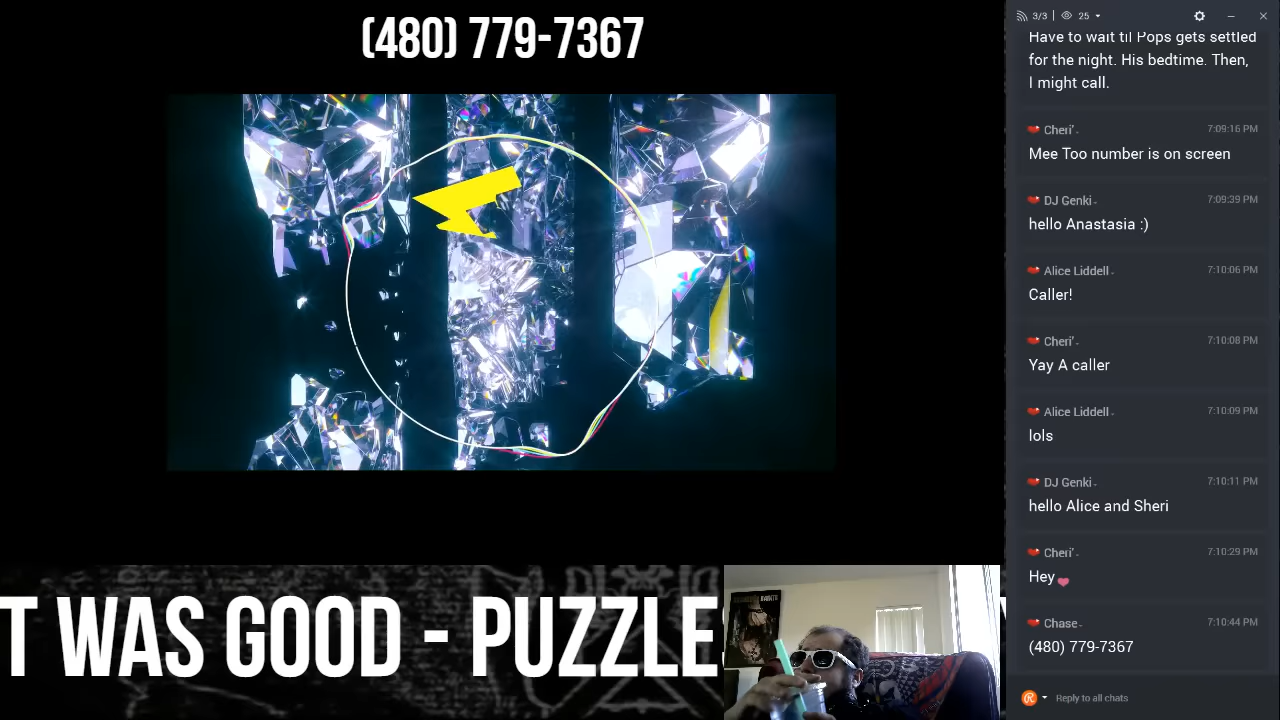 (480) 779-7367
T WAS GOOD - PUZZLE
3/3
25
Have to wait til Pops gets settled
for the night. His bedtime. Then,
I might call.
Cheri'
7:09:16 PM
Mee Too number is on screen
DJ Genki
7:09:39 PM
hello Anastasia :)
Alice Liddell
7:10:06 PM
Caller!
Cheri'
7:10:08 PM
Yay A caller
Alice Liddell
7:10:09 PM
lols
DJ Genki
7:10:11 PM
hello Alice and Sheri
Cheri'
7:10:29 PM
Hey
Chase
7:10:44 PM
(480) 779-7367
Reply to all chats